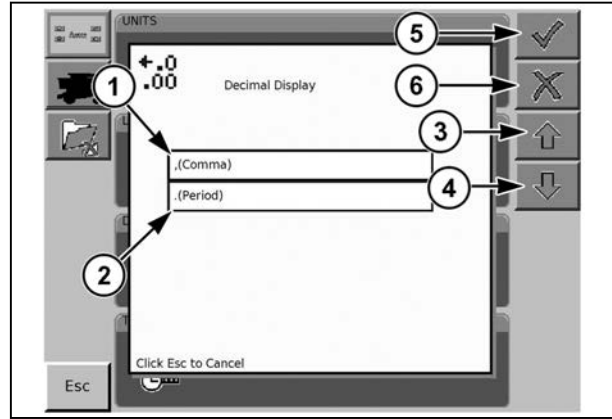 UNITS
5
←.0
.00
Decimal Display
1
6
3
,(Comma)
.(Period)
4
2
Click Esc to Cancel
Esc